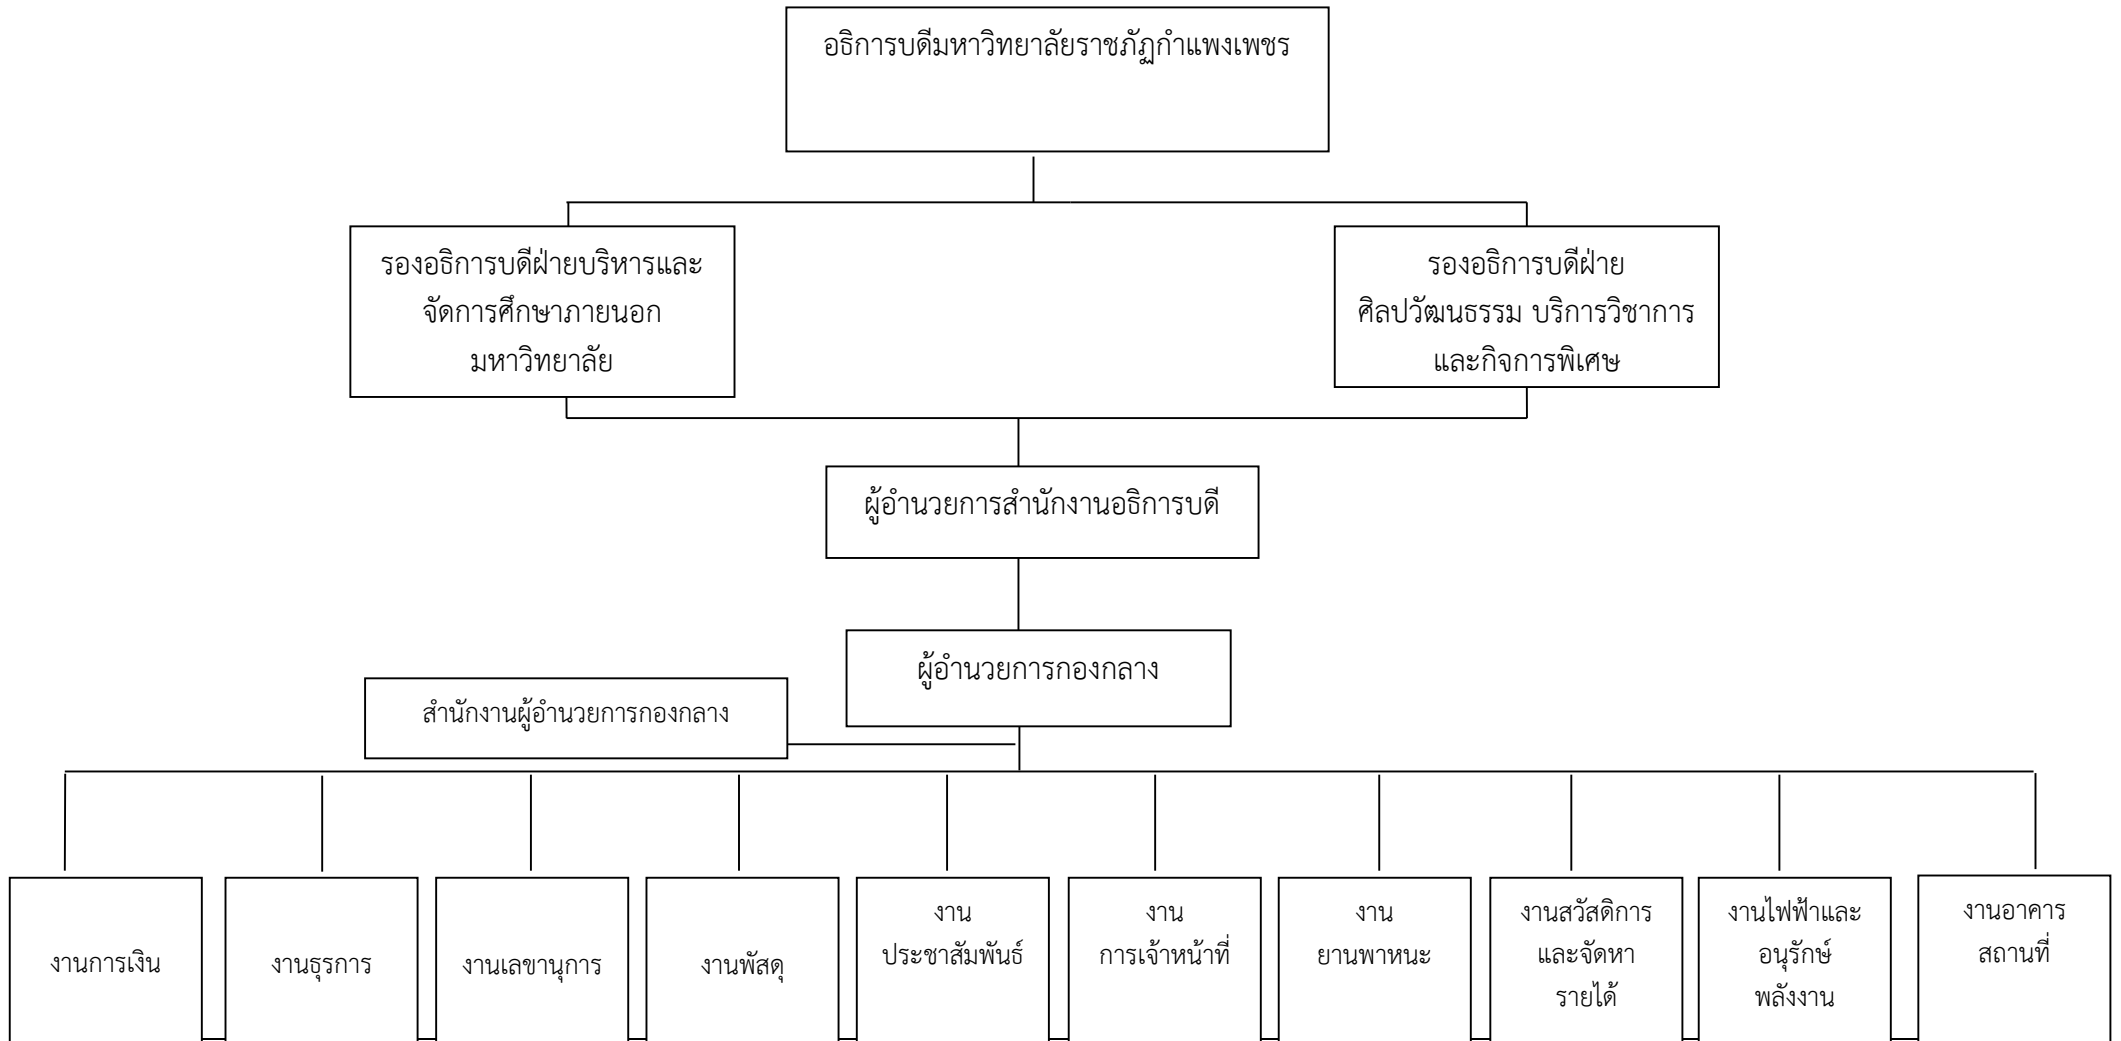 อธิการบดีมหาวิทยาลัยราชภัฏกำแพงเพชร
รองอธิการบดีฝ่ายบริหารและ
จัดการศึกษาภายนอก
มหาวิทยาลัย
รองอธิการบดีฝ่าย
ศิลปวัฒนธรรม บริการวิชาการ
และกิจการพิเศษ
ผู้อำนวยการสำนักงานอธิการบดี
ผู้อำนวยการกองกลาง
สำนักงานผู้อำนวยการกองกลาง
งานการเงิน
งานธุรการ
งานเลขานุการ
งานพัสดุ
งาน
ประชาสัมพันธ์
งาน
การเจ้าหน้าที่
งาน
ยานพาหนะ
งานสวัสดิการ
และจัดหา
รายได้
งานไฟฟ้าและ
อนุรักษ์
พลังงาน
งานอาคาร
สถานที่